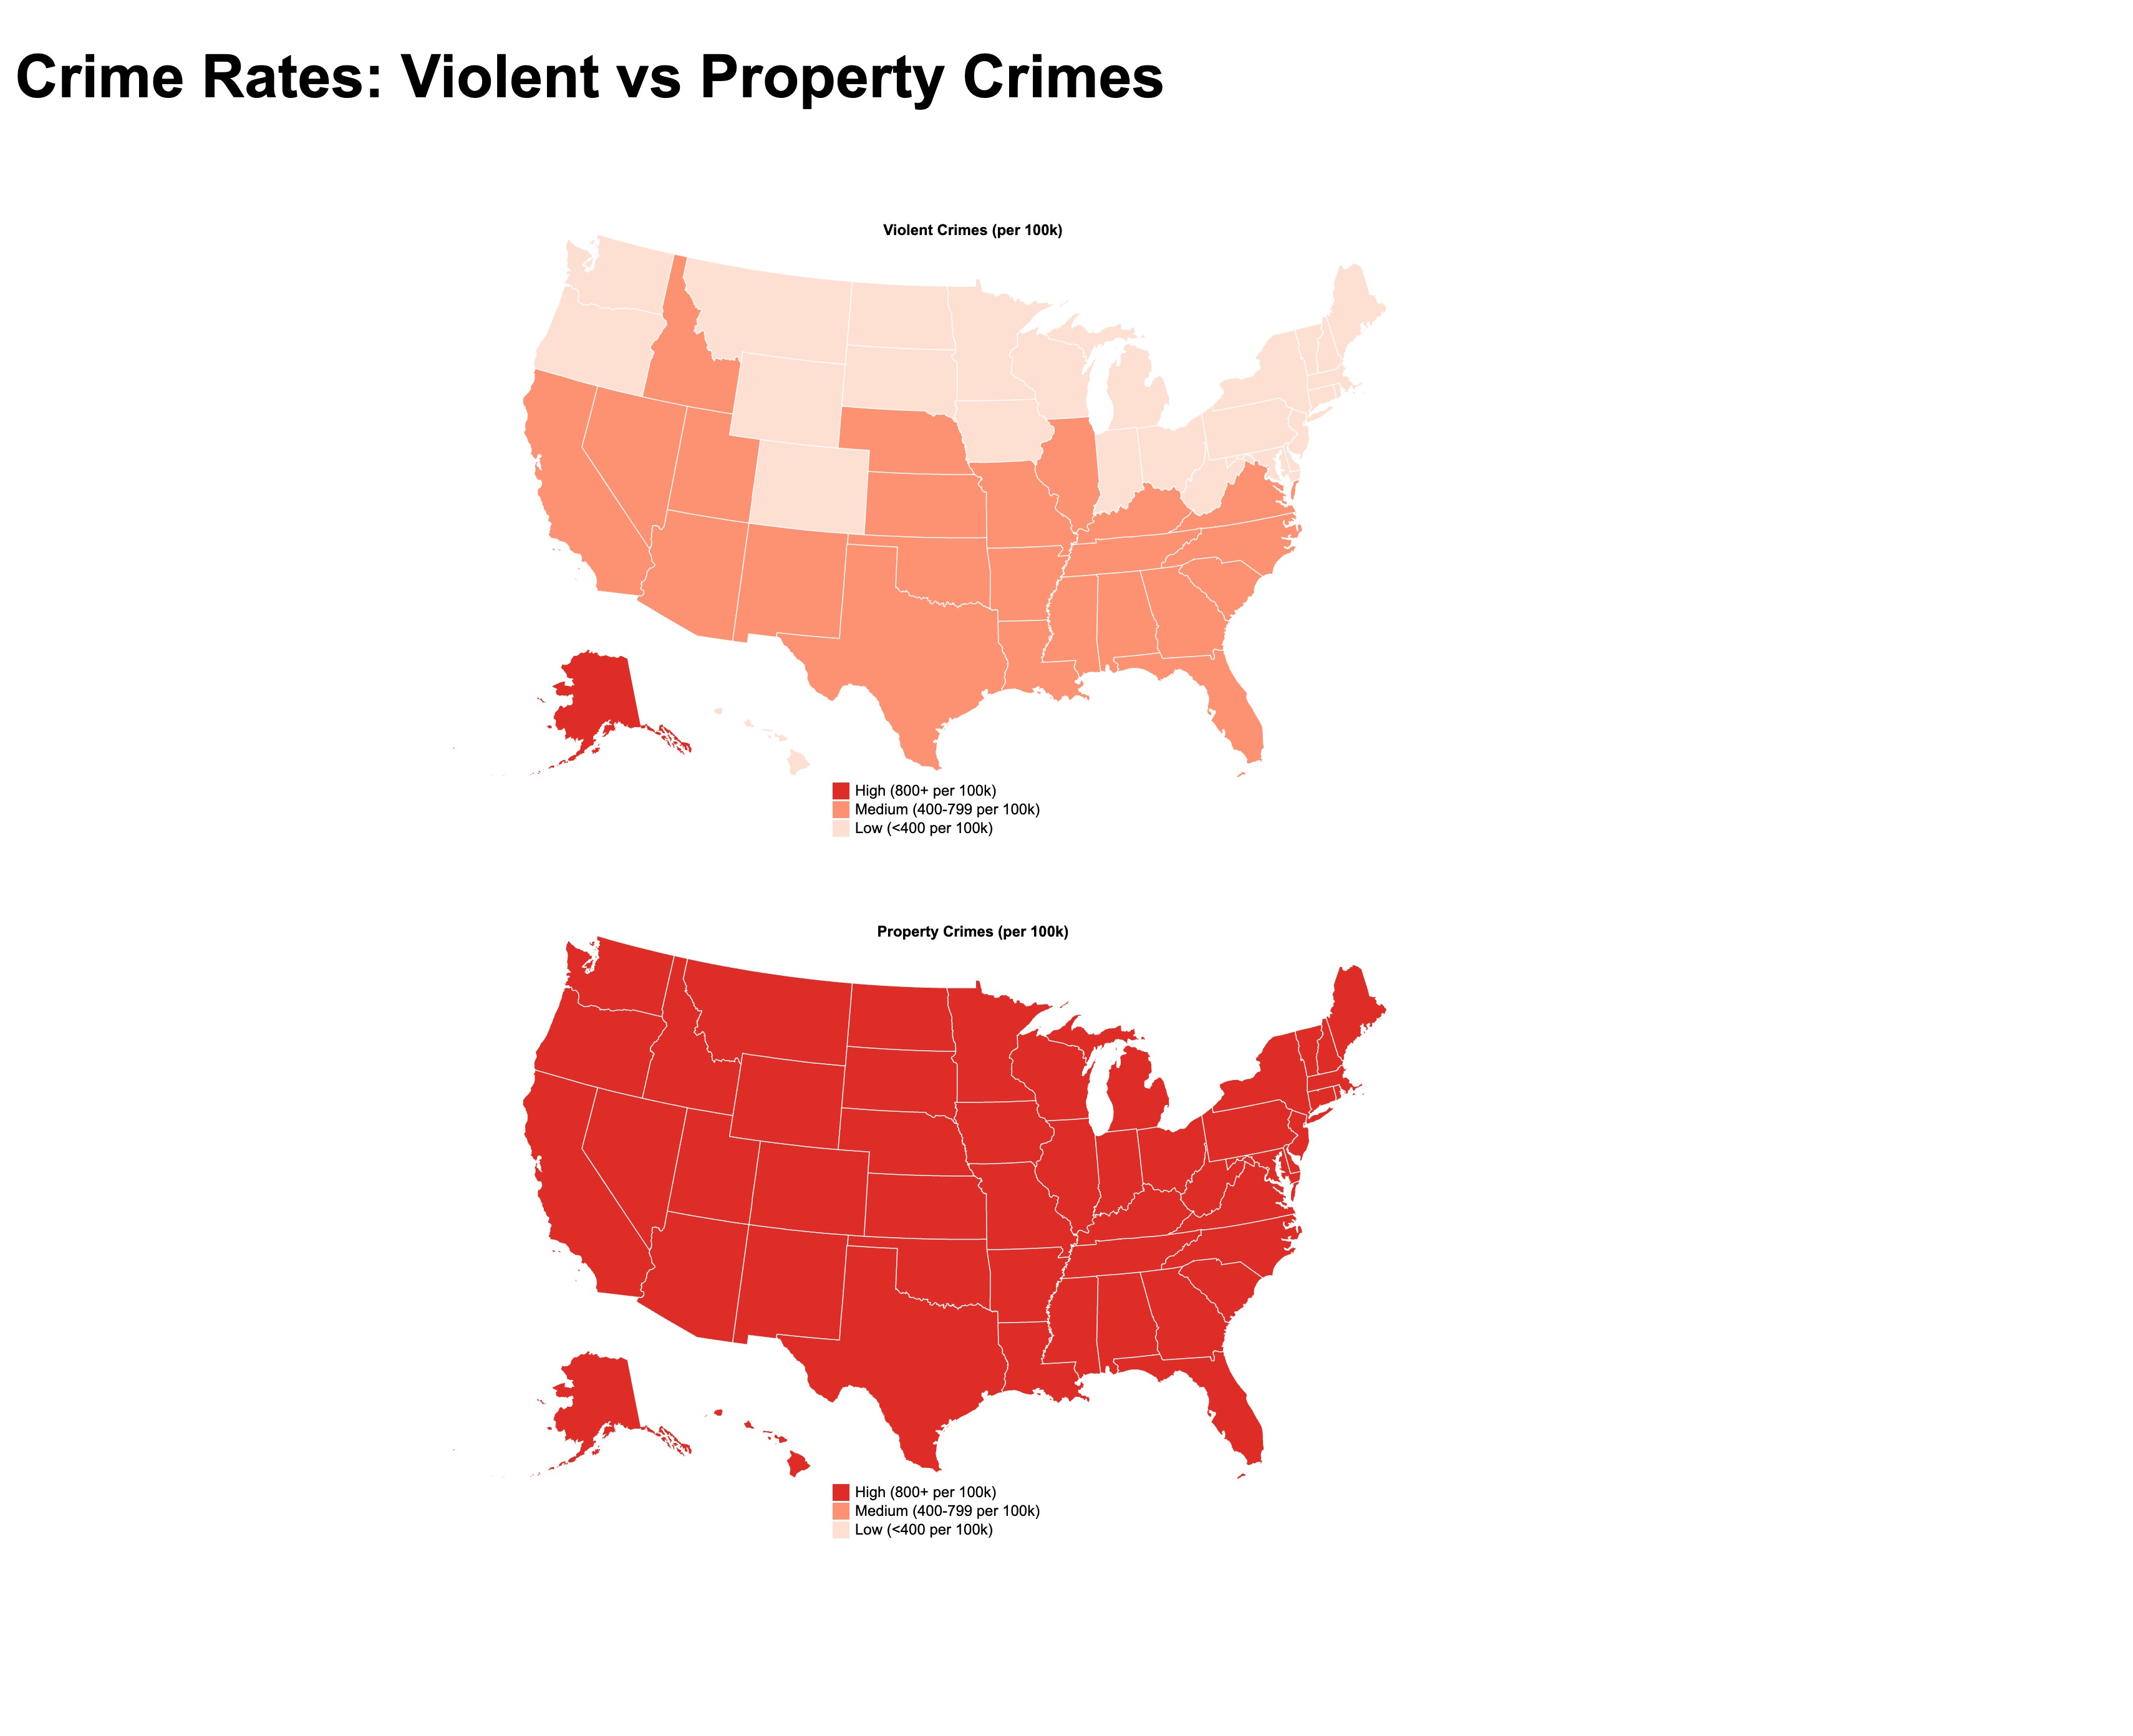 Crime Rates: Violent vs Property Crimes
Violent Crimes (per 100k)
High (800+ per 100k)
Medium (400-799 per 100k)
Low (<400 per 100k)
Property Crimes (per 100k)
High (800+ per 100k)
Medium (400-799 per 100k)
Low (<400 per 100k)